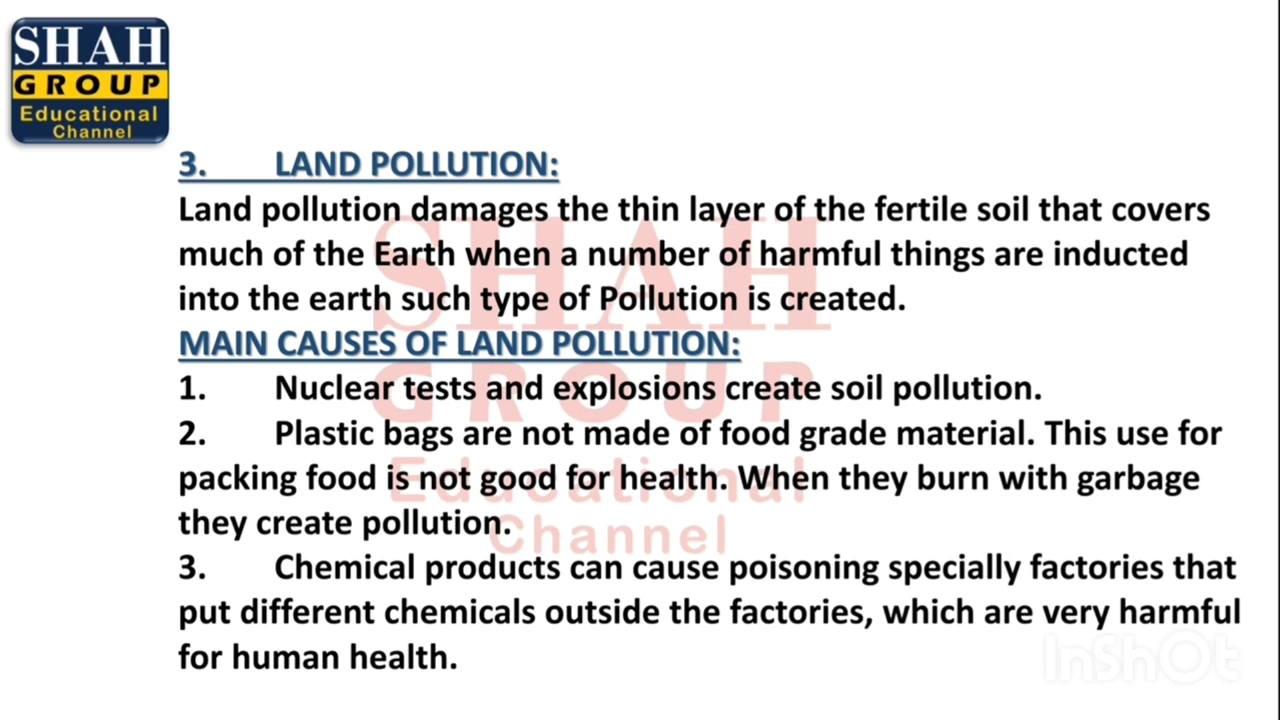 SHAH
GROUP
Educational
Channel
3. LAND POLLUTION:
Land pollution damages the thin layer of the fertile soil that covers
much of the Earth when a number of harmful things are inducted
into the earth such type of Pollution is created.
MAIN CAUSES OF LAND POLLUTION:
1. Nuclear tests and explosions create soil pollution.
2. Plastic bags are not made of food grade material. This use for
packing food is not good for health. When they burn with garbage
they create pollution.
3. Chemical products can cause poisoning specially factories that
put different chemicals outside the factories, which are very harmful
for human health.
SHAH
GROUP
Educational
Channel
InShOt